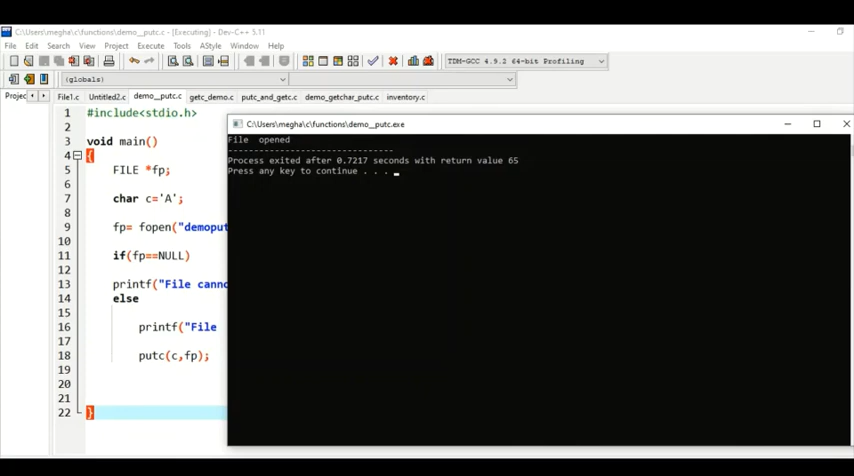 C:\Users\megha\c\functions\demo__putc.c - [Executing] - Dev-C++ 5.11
File Edit Search View Project Execute Tools AStyle Window Help
TDM-GCC 4.9.2 64-bit Profiling
(globals)
Projec File1.c Untitled2.c demo__putc.c getc_demo.c putc_and_getc.c demo_getchar_putc.c inventory.c
1 #include<stdio.h>
2
3 void main()
4 {
5 FILE *fp;
6
7 char c='A';
8
9 fp= fopen("demoput
10
11 if(fp==NULL)
12
13 printf("File canno
14 else
15
16 printf("File
17
18 putc(c,fp);
19
20
21
22 }
C:\Users\megha\c\functions\demo__putc.exe
File opened
--------------------------------
Process exited after 0.7217 seconds with return value 65
Press any key to continue . . .